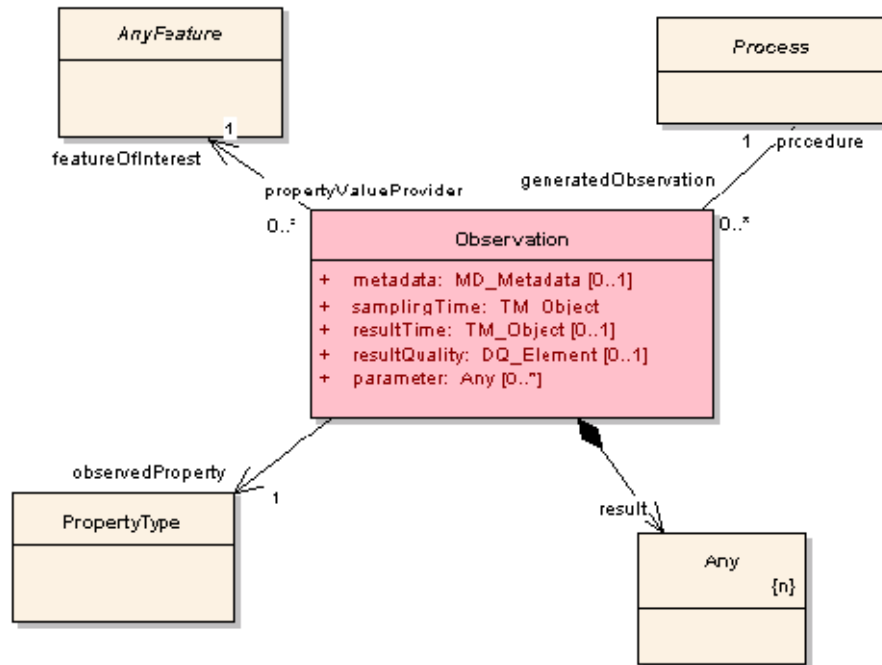 AnyFeature
Process
1
featureOfInterest
1
procedure
propertyValueProvider
generatedObservation
0..*
0..*
Observation
+ metadata: MD_Metadata [0..1]
+ samplingTime: TM_Object
+ resultTime: TM_Object [0..1]
+ resultQuality: DQ_Element [0..1]
+ parameter: Any [0..*]
observedProperty
1
PropertyType
result
Any
{n}